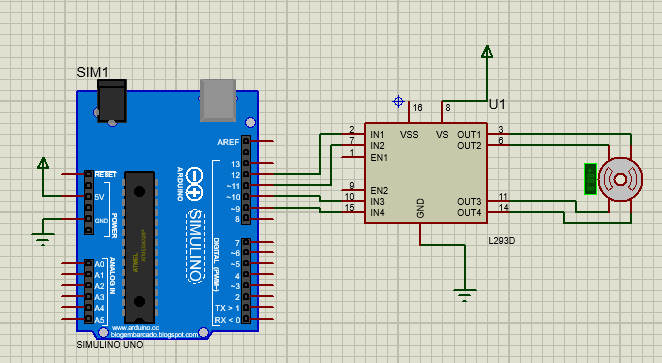 SIM1
AREF
RESET
5V
GND
POWER
ANALOG IN
A0
A1
A2
A3
A4
A5
ATMEL
ARDUINO
SIMULINO
DIGITAL (PWM~)
13
12
~11
~10
~9
8
7
~6
~5
4
~3
2
TX > 1
RX < 0
www.arduino.cc
blogembarcado.blogspot.com
SIMULINO UNO
U1
16
8
2 IN1 VSS VS OUT1 3
7 IN2 OUT2 6
1 EN1
9 EN2
10 IN3 OUT3 11
15 IN4 OUT4 14
GND
4
L293D